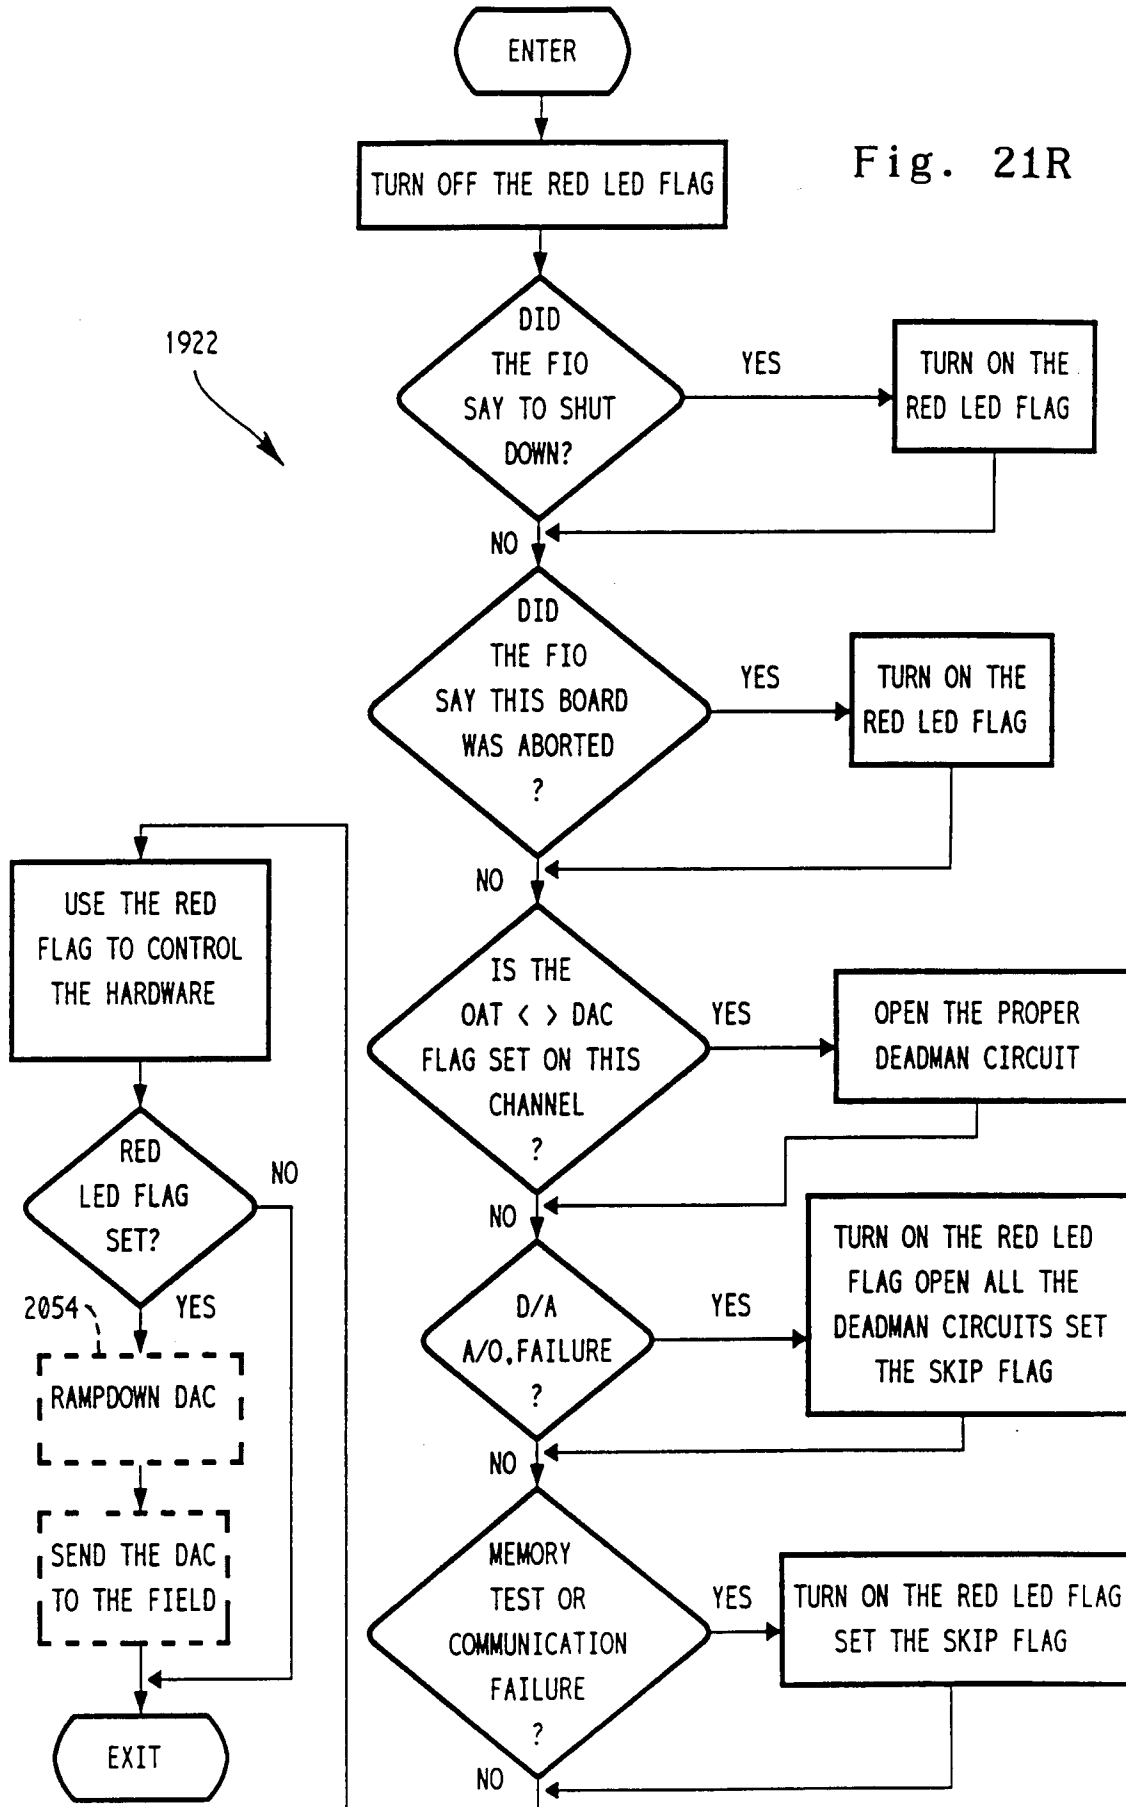 ENTER
Fig. 21R
TURN OFF THE RED LED FLAG
1922
DID
THE FIO
SAY TO SHUT
DOWN?
YES
TURN ON THE
RED LED FLAG
NO
DID
THE FIO
SAY THIS BOARD
WAS ABORTED
?
YES
TURN ON THE
RED LED FLAG
NO
IS THE
OAT < > DAC
FLAG SET ON THIS
CHANNEL
?
YES
OPEN THE PROPER
DEADMAN CIRCUIT
NO
D/A
A/O,FAILURE
?
YES
TURN ON THE RED LED
FLAG OPEN ALL THE
DEADMAN CIRCUITS SET
THE SKIP FLAG
NO
MEMORY
TEST OR
COMMUNICATION
FAILURE
?
YES
TURN ON THE RED LED FLAG
SET THE SKIP FLAG
NO
USE THE RED
FLAG TO CONTROL
THE HARDWARE
RED
LED FLAG
SET?
NO
YES
2054
RAMPDOWN DAC
SEND THE DAC
TO THE FIELD
EXIT